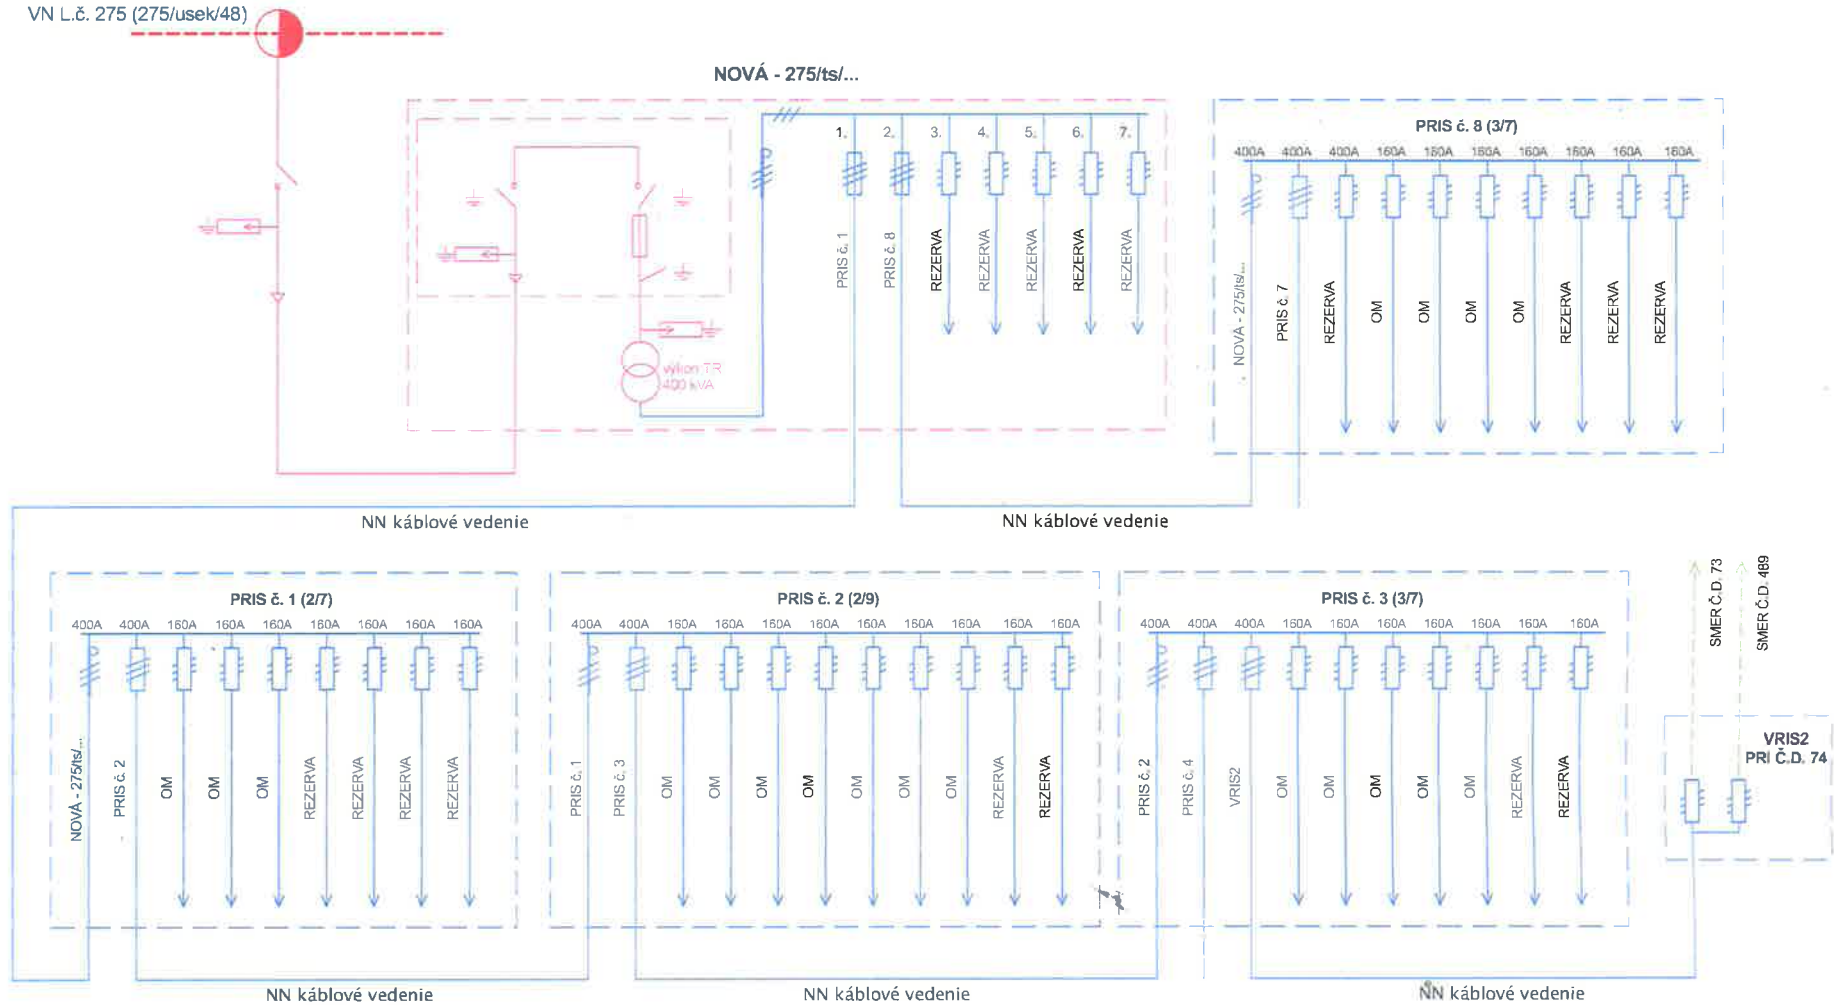 VN L.č. 275 (275/usek/48)
NOVÁ - 275/ts/...
1. 2. 3. 4. 5. 6. 7.
PRIS č. 1
PRIS č. 8
REZERVA
REZERVA
REZERVA
REZERVA
REZERVA
výkon TR
400 kVA
PRIS č. 8 (3/7)
400A 400A 400A 160A 160A 160A 160A 160A 160A 160A
NOVÁ - 275/ts/...
PRIS č. 7
REZERVA
OM
OM
OM
OM
REZERVA
REZERVA
REZERVA
NN káblové vedenie
NN káblové vedenie
PRIS č. 1 (2/7)
400A 400A 160A 160A 160A 160A 160A 160A 160A
NOVÁ - 275/ts/...
PRIS č. 2
OM
OM
OM
REZERVA
REZERVA
REZERVA
REZERVA
PRIS č. 2 (2/9)
400A 400A 160A 160A 160A 160A 160A 160A 160A 160A 160A
PRIS č. 1
PRIS č. 3
OM
OM
OM
OM
OM
OM
OM
REZERVA
REZERVA
PRIS č. 3 (3/7)
400A 400A 400A 160A 160A 160A 160A 160A 160A 160A
PRIS č. 2
PRIS č. 4
VRIS2
OM
OM
OM
OM
OM
REZERVA
REZERVA
SMER Č.D. 73
SMER Č.D. 489
VRIS2
PRI Č.D. 74
NN káblové vedenie
NN káblové vedenie
NN káblové vedenie